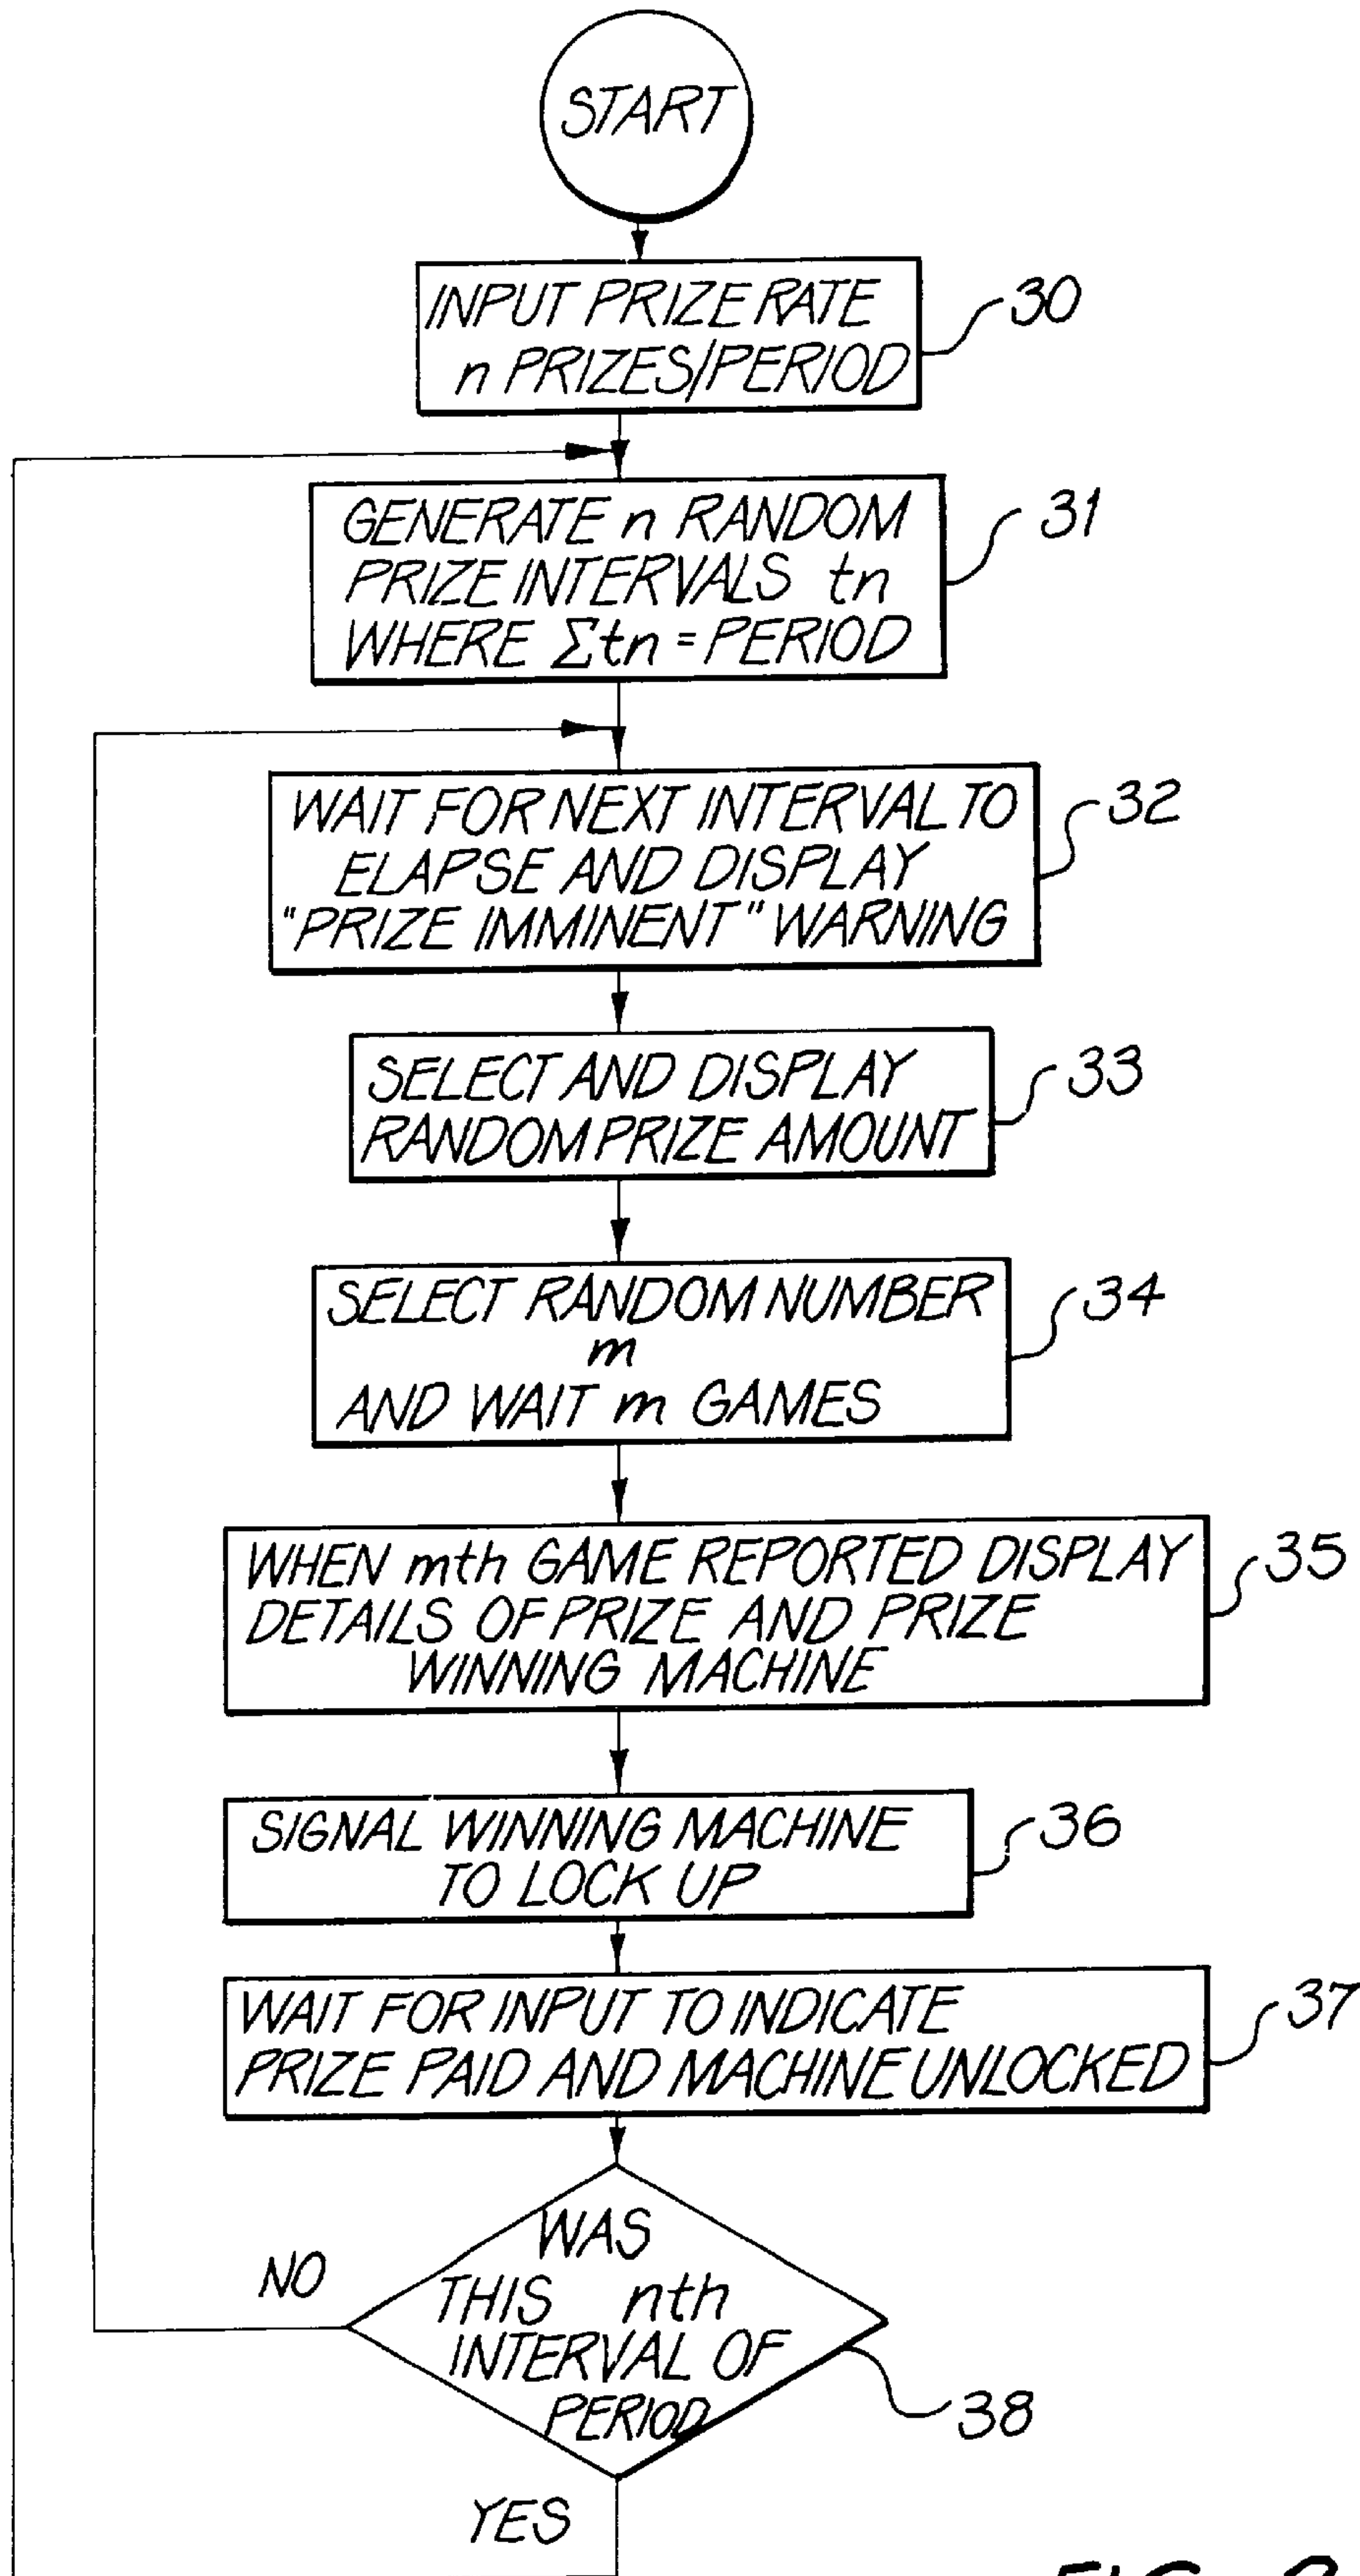 START
INPUT PRIZE RATE
n PRIZES/PERIOD
30
GENERATE n RANDOM
PRIZE INTERVALS tn
WHERE Σtn = PERIOD
31
WAIT FOR NEXT INTERVAL TO
ELAPSE AND DISPLAY
"PRIZE IMMINENT" WARNING
32
SELECT AND DISPLAY
RANDOM PRIZE AMOUNT
33
SELECT RANDOM NUMBER
m
AND WAIT m GAMES
34
WHEN mth GAME REPORTED DISPLAY
DETAILS OF PRIZE AND PRIZE
WINNING MACHINE
35
SIGNAL WINNING MACHINE
TO LOCK UP
36
WAIT FOR INPUT TO INDICATE
PRIZE PAID AND MACHINE UNLOCKED
37
WAS
THIS nth
INTERVAL OF
PERIOD
38
NO
YES
FIG.